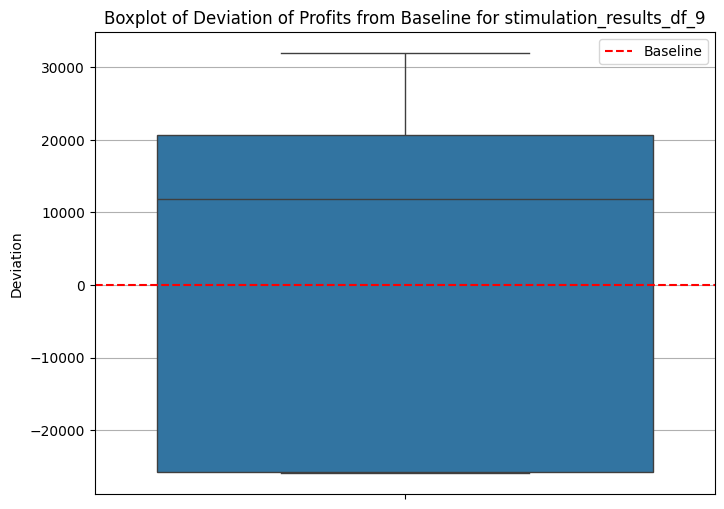 Boxplot of Deviation of Profits from Baseline for stimulation_results_df_9
Baseline
30000
20000
10000
0
−10000
−20000
Deviation